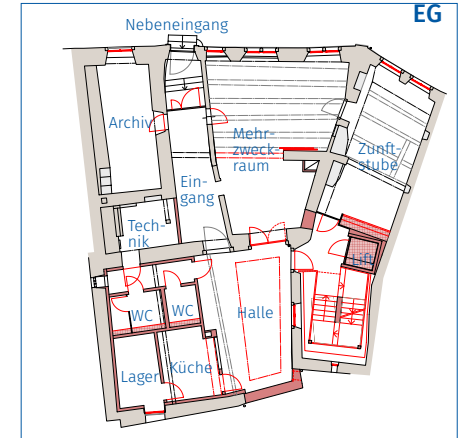 EG
Nebeneingang
Archiv
Mehr-
zweck-
raum
Zunft-
stube
Ein-
gang
Tech-
nik
Lift
WC
WC
Halle
Lager
Küche